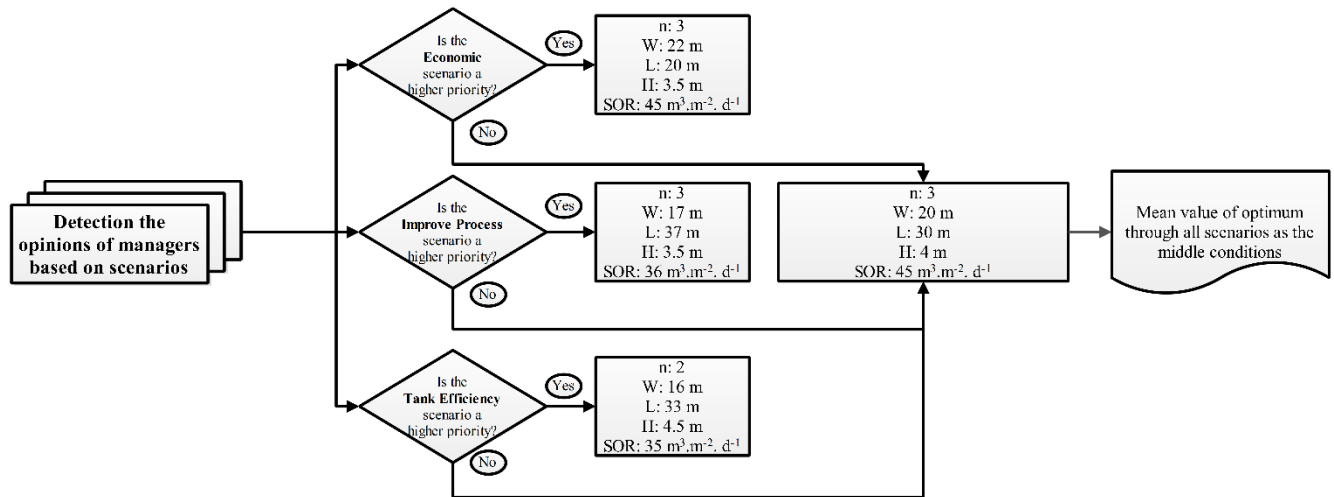 Detection the
opinions of managers
based on scenarios
Is the
Economic
scenario a
higher priority?
Yes
No
n: 3
W: 22 m
L: 20 m
H: 3.5 m
SOR: 45 m³.m⁻². d⁻¹
Is the
Improve Process
scenario a
higher priority?
Yes
No
n: 3
W: 17 m
L: 37 m
H: 3.5 m
SOR: 36 m³.m⁻². d⁻¹
Is the
Tank Efficiency
scenario a
higher priority?
Yes
No
n: 2
W: 16 m
L: 33 m
H: 4.5 m
SOR: 35 m³.m⁻². d⁻¹
n: 3
W: 20 m
L: 30 m
H: 4 m
SOR: 45 m³.m⁻². d⁻¹
Mean value of optimum
through all scenarios as the
middle conditions